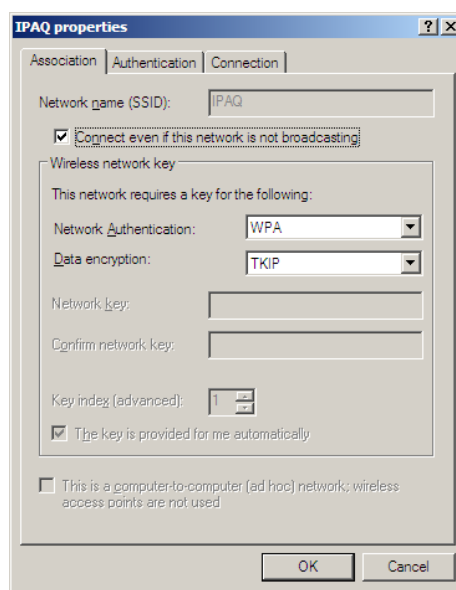 IPAQ properties
Association Authentication Connection
Network name (SSID): IPAQ
Connect even if this network is not broadcasting
Wireless network key
This network requires a key for the following:
Network Authentication: WPA
Data encryption: TKIP
Network key:
Confirm network key:
Key index (advanced): 1
The key is provided for me automatically
This is a computer-to-computer (ad hoc) network; wireless
access points are not used
OK Cancel